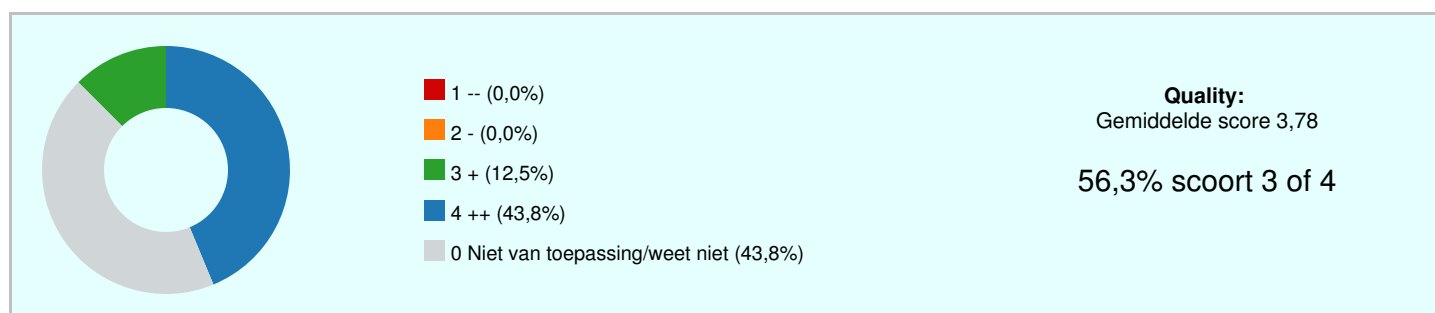 1 -- (0,0%)
2 - (0,0%)
3 + (12,5%)
4 ++ (43,8%)
0 Niet van toepassing/weet niet (43,8%)
Quality:
Gemiddelde score 3,78
56,3% scoort 3 of 4